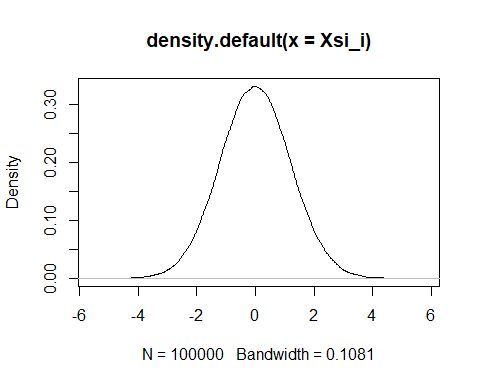 density.default(x = Xsi_i)
Density
0.30
0.20
0.10
0.00
-6 -4 -2 0 2 4 6
N = 100000 Bandwidth = 0.1081